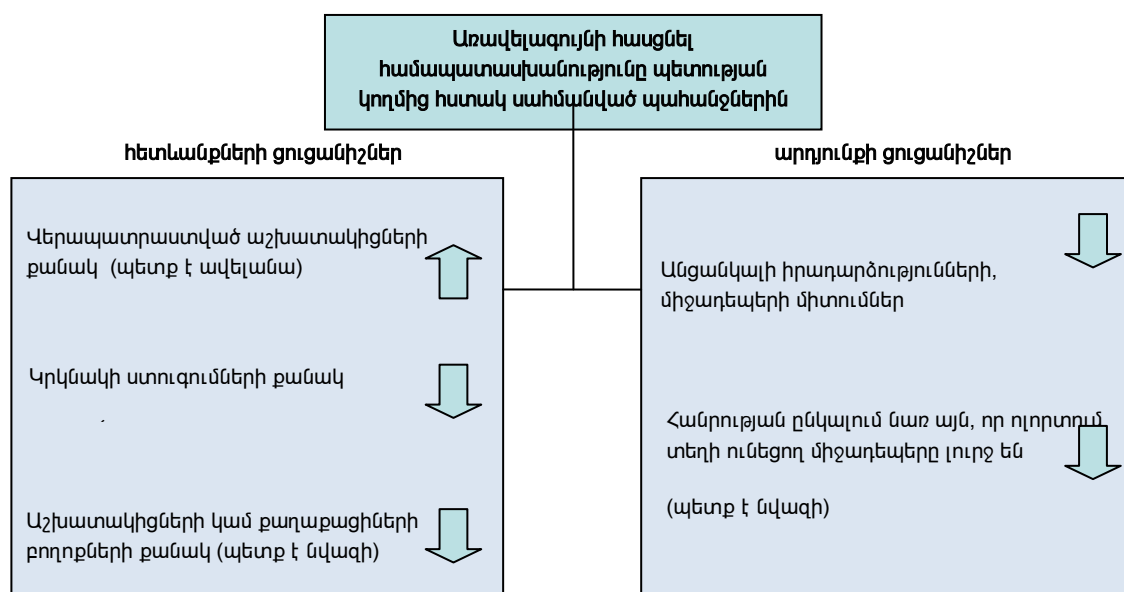 Առավելագույնի հասցնել
համապատասխանությունը պետության
կողմից հստակ սահմանված պահանջներին
հետևանքների ցուցանիշներ
արդյունքի ցուցանիշներ
Վերապատրաստված աշխատակիցների
քանակ (պետք է ավելանա)
Կրկնակի ստուգումների քանակ
Աշխատակիցների կամ քաղաքացիների
բողոքների քանակ (պետք է նվազի)
Անցանկալի իրադարձությունների,
միջադեպերի միտումներ
Հանրության ընկալում նառ այն, որ ոլորտում
տեղի ունեցող միջադեպերը լուրջ են
(պետք է նվազի)